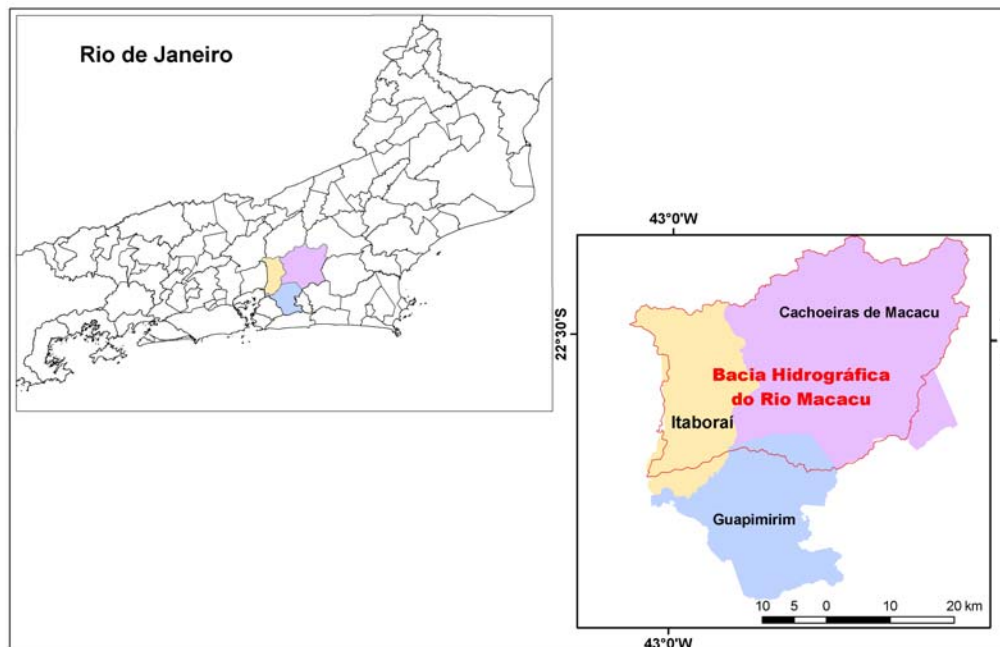 Rio de Janeiro
43°0'W
22°30'S
Cachoeiras de Macacu
Bacia Hidrográfica
do Rio Macacu
Itaboraí
Guapimirim
10 5 0 10 20 km
43°0'W